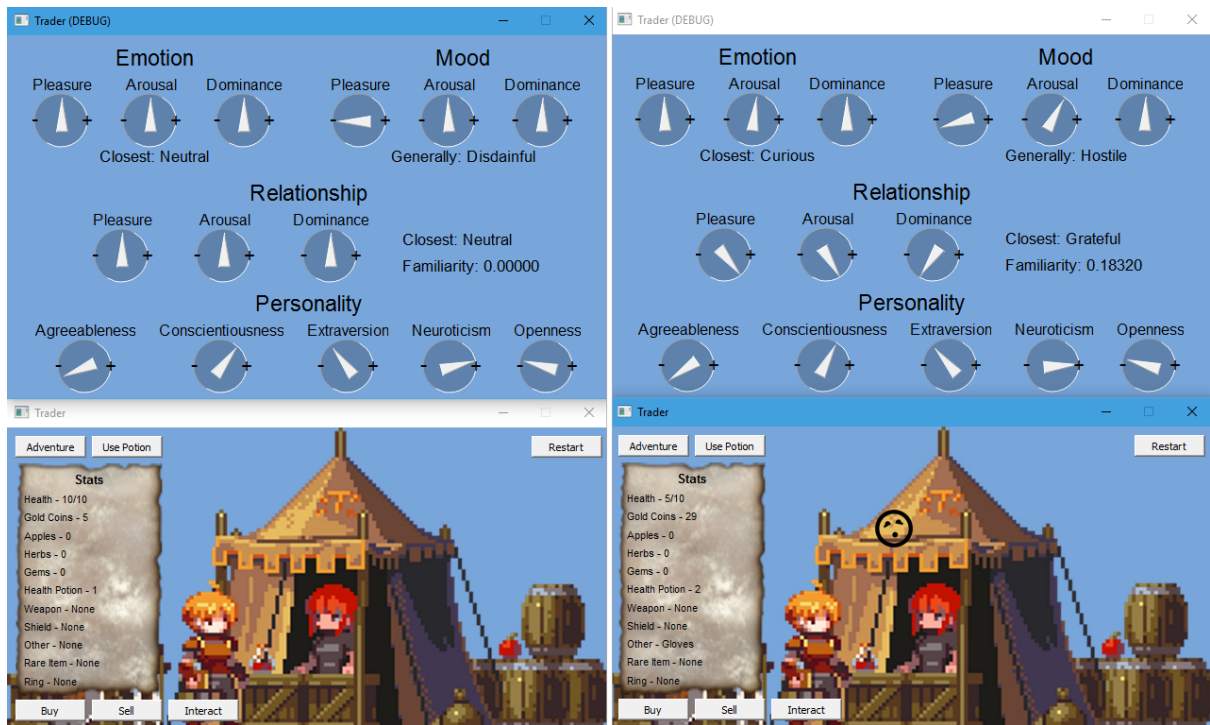 Trader (DEBUG)
Emotion Mood
Pleasure Arousal Dominance Pleasure Arousal Dominance
- + - + - + - + - + - +
Closest: Neutral Generally: Disdainful
Relationship
Pleasure Arousal Dominance
- + - + - +
Closest: Neutral
Familiarity: 0.00000
Personality
Agreeableness Conscientiousness Extraversion Neuroticism Openness
- + - + - + - + - +
Trader
Adventure Use Potion Restart
Stats
Health - 10/10
Gold Coins - 5
Apples - 0
Herbs - 0
Gems - 0
Health Potion - 1
Weapon - None
Shield - None
Other - None
Rare Item - None
Ring - None
Buy Sell Interact
Trader (DEBUG)
Emotion Mood
Pleasure Arousal Dominance Pleasure Arousal Dominance
- + - + - + - + - + - +
Closest: Curious Generally: Hostile
Relationship
Pleasure Arousal Dominance
- + - + - +
Closest: Grateful
Familiarity: 0.18320
Personality
Agreeableness Conscientiousness Extraversion Neuroticism Openness
- + - + - + - + - +
Trader
Adventure Use Potion Restart
Stats
Health - 5/10
Gold Coins - 29
Apples - 0
Herbs - 0
Gems - 0
Health Potion - 2
Weapon - None
Shield - None
Other - Gloves
Rare Item - None
Ring - None
Buy Sell Interact